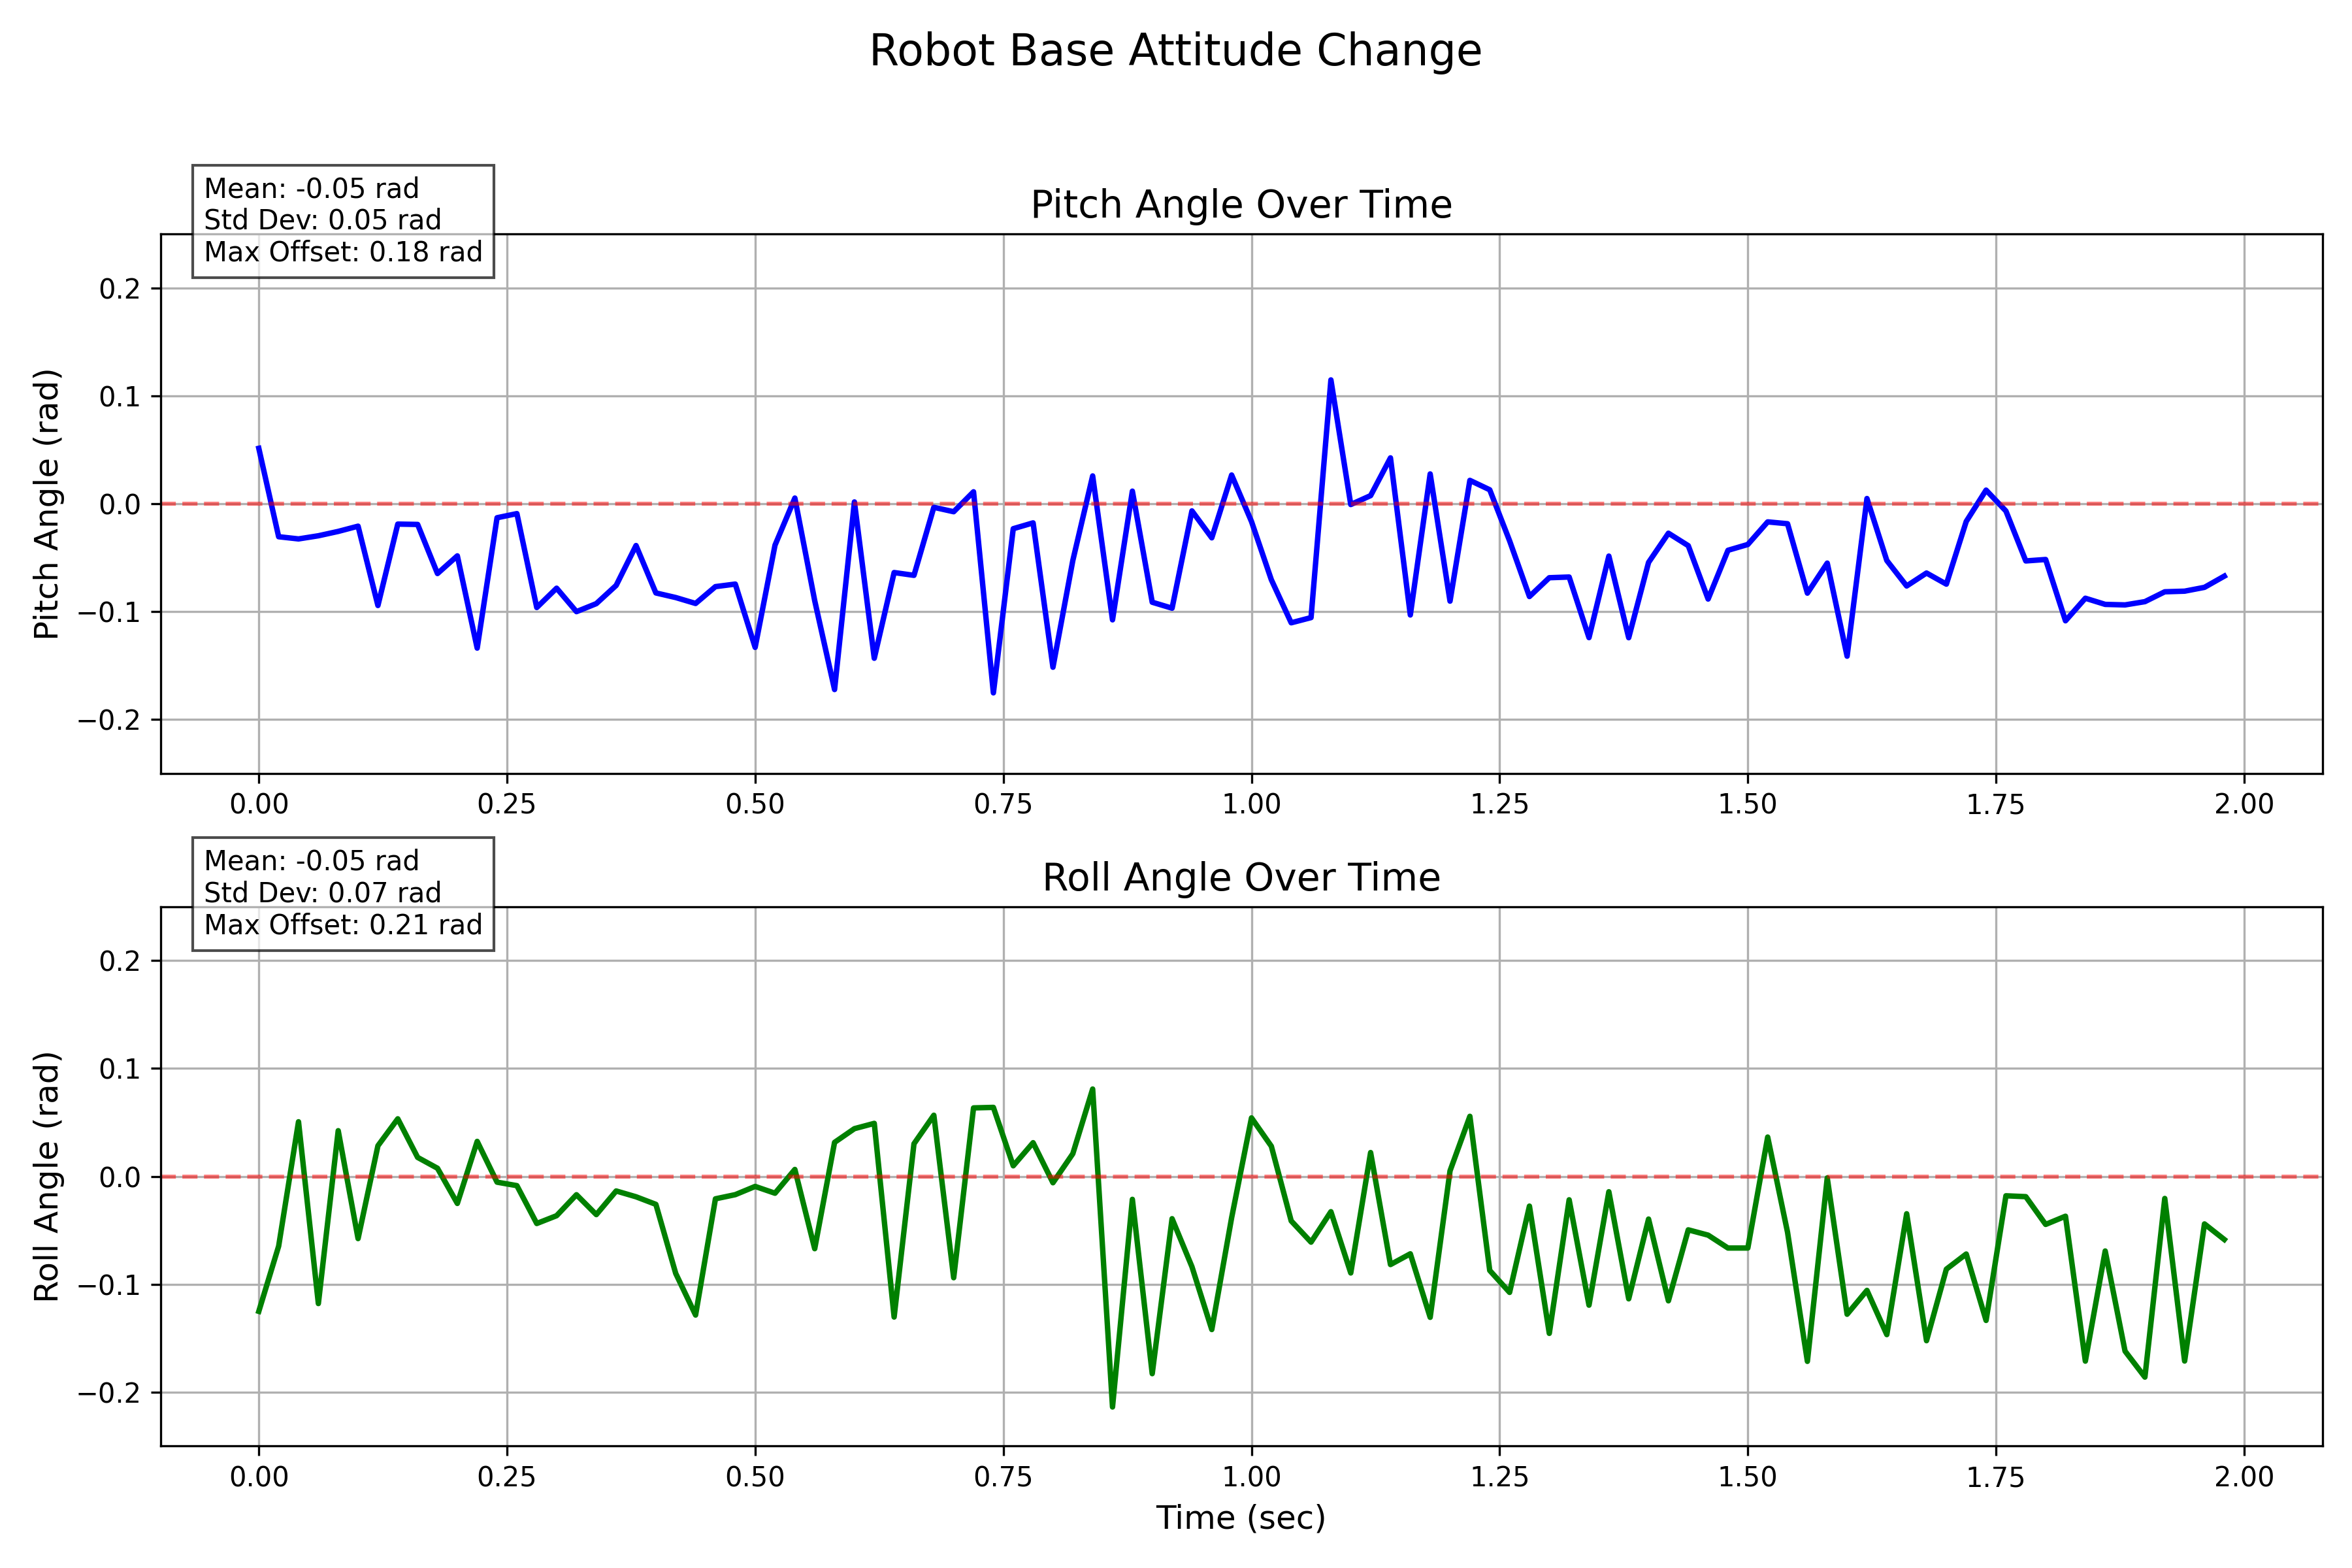 Robot Base Attitude Change
Mean: -0.05 rad
Std Dev: 0.05 rad
Max Offset: 0.18 rad
Pitch Angle Over Time
Pitch Angle (rad)
0.2
0.1
0.0
−0.1
−0.2
0.00 0.25 0.50 0.75 1.00 1.25 1.50 1.75 2.00
Mean: -0.05 rad
Std Dev: 0.07 rad
Max Offset: 0.21 rad
Roll Angle Over Time
Roll Angle (rad)
0.2
0.1
0.0
−0.1
−0.2
0.00 0.25 0.50 0.75 1.00 1.25 1.50 1.75 2.00
Time (sec)